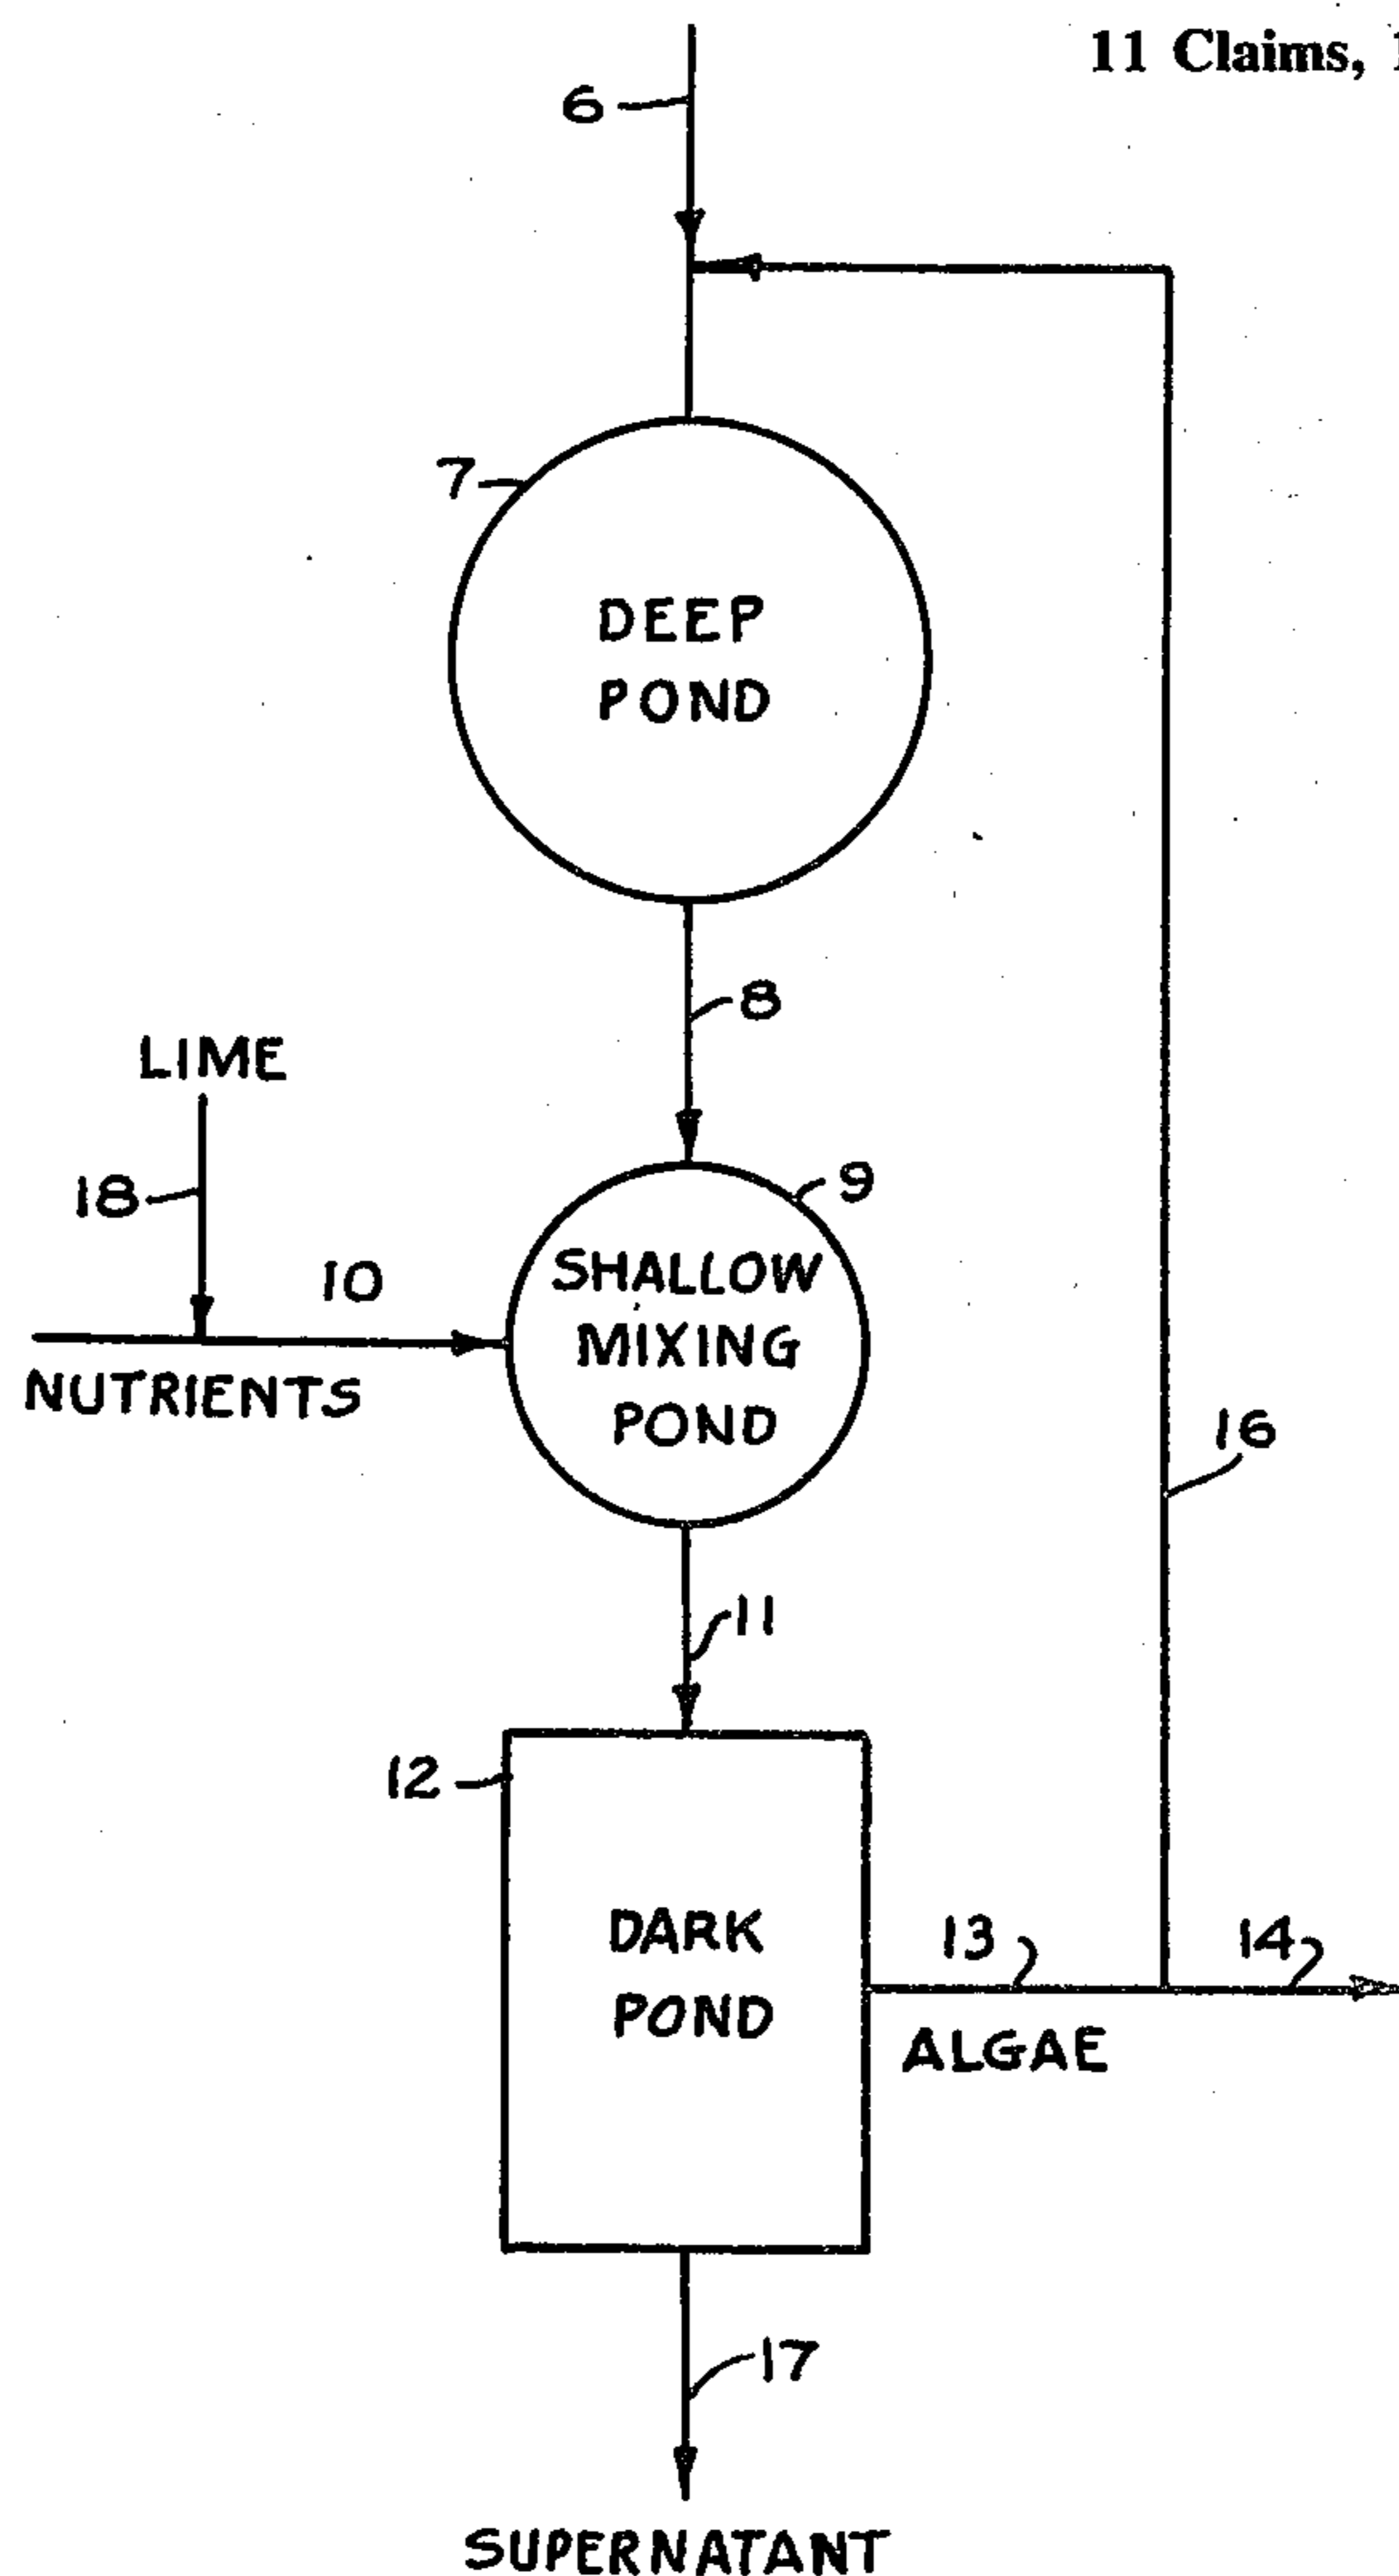 11 Claims, 1
6
7
DEEP
POND
8
LIME
18
9
10
SHALLOW
MIXING
POND
NUTRIENTS
16
11
12
DARK
POND
13
14
ALGAE
17
SUPERNATANT